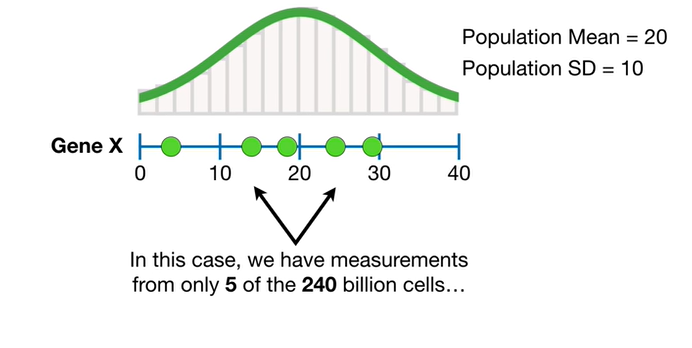 Population Mean = 20
Population SD = 10
Gene X
0 10 20 30 40
In this case, we have measurements
from only 5 of the 240 billion cells…